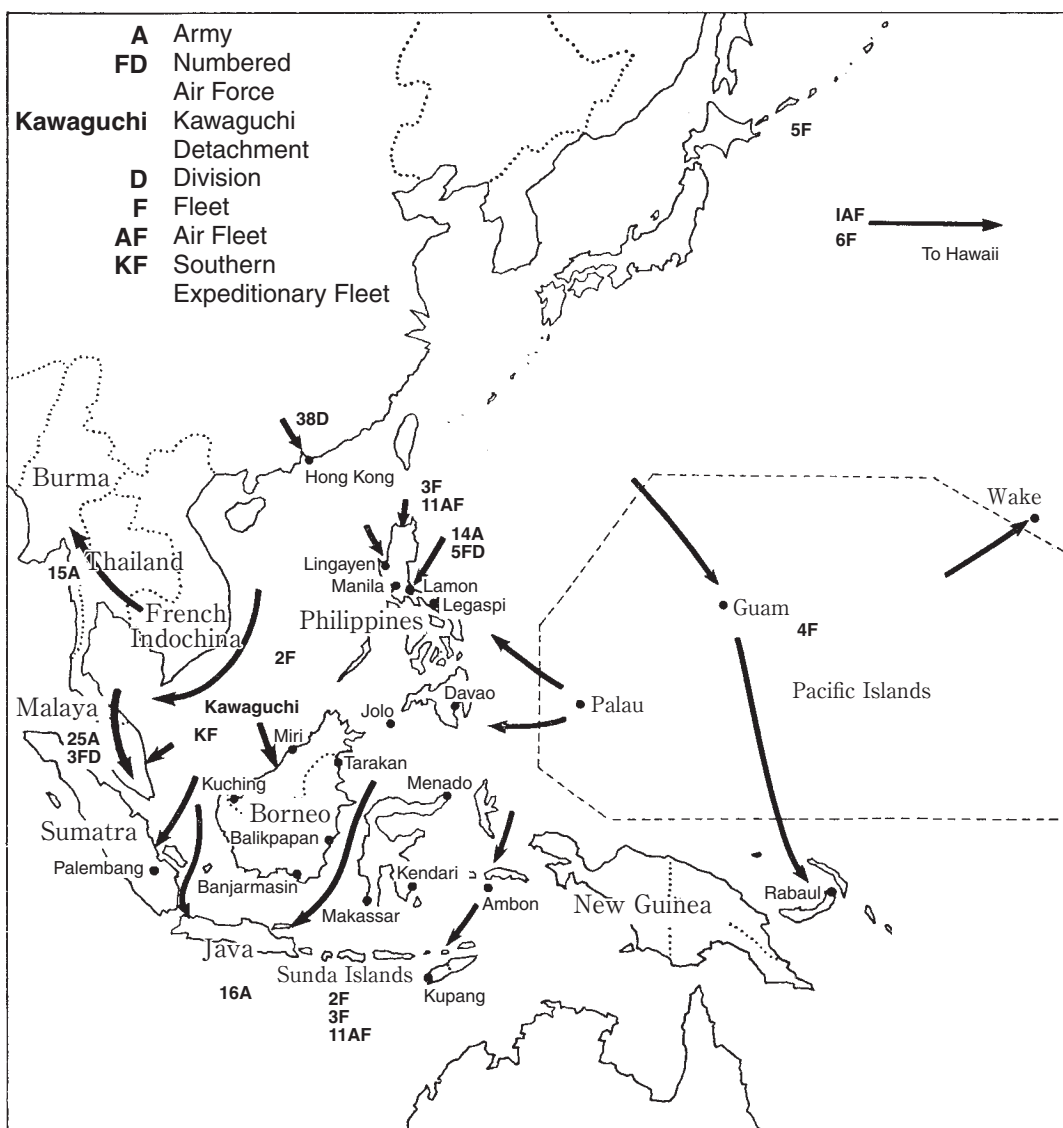 A Army
FD Numbered
Air Force
Kawaguchi Kawaguchi
Detachment
D Division
F Fleet
AF Air Fleet
KF Southern
Expeditionary Fleet
5F
IAF
6F
To Hawaii
38D
Hong Kong
Burma
3F
11AF
Wake
14A
5FD
Thailand
15A
Lingayen
Manila
Lamon
Legaspi
French
Indochina
Philippines
Guam
4F
2F
Pacific Islands
Malaya
Kawaguchi
Davao
Palau
Jolo
25A
3FD
KF
Miri
Tarakan
Kuching
Menado
Borneo
Sumatra
Balikpapan
Palembang
Banjarmasin
Kendari
Makassar
Ambon
New Guinea
Rabaul
Java
Sunda Islands
Kupang
16A
2F
3F
11AF